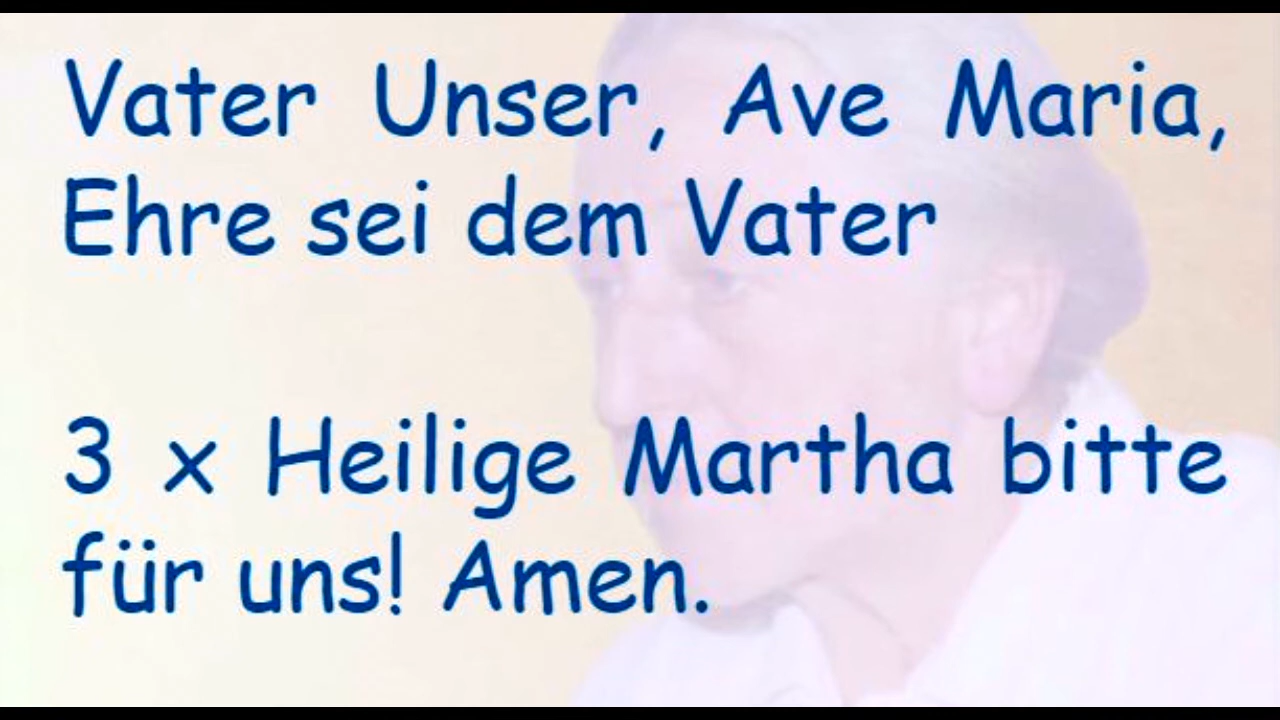 Vater Unser, Ave Maria,
Ehre sei dem Vater
3 x Heilige Martha bitte
für uns! Amen.